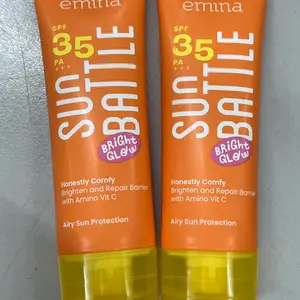 emina
SPF
35
PA
+++
SUN
BATTLE
BRIGHT
GLOW
Honestly Comfy
Brighten and Repair Barrier
with Amino Vit C
Airy Sun Protection
emina
SPF
35
PA
+++
SUN
BATTLE
BRIGHT
GLOW
Honestly Comfy
Brighten and Repair Barrier
with Amino Vit C
Airy Sun Protection